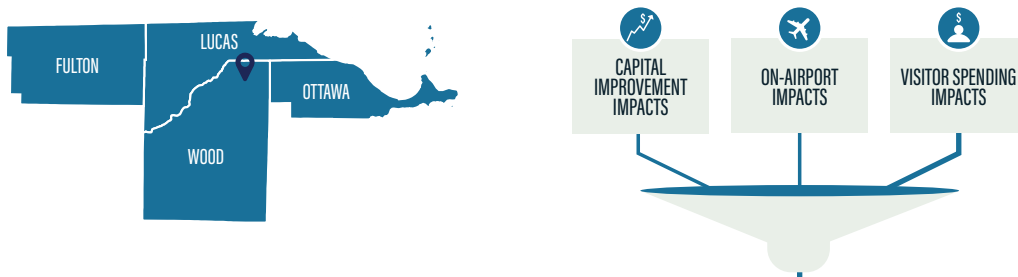 LUCAS
FULTON
OTTAWA
WOOD
$
CAPITAL
IMPROVEMENT
IMPACTS
ON-AIRPORT
IMPACTS
$
VISITOR SPENDING
IMPACTS